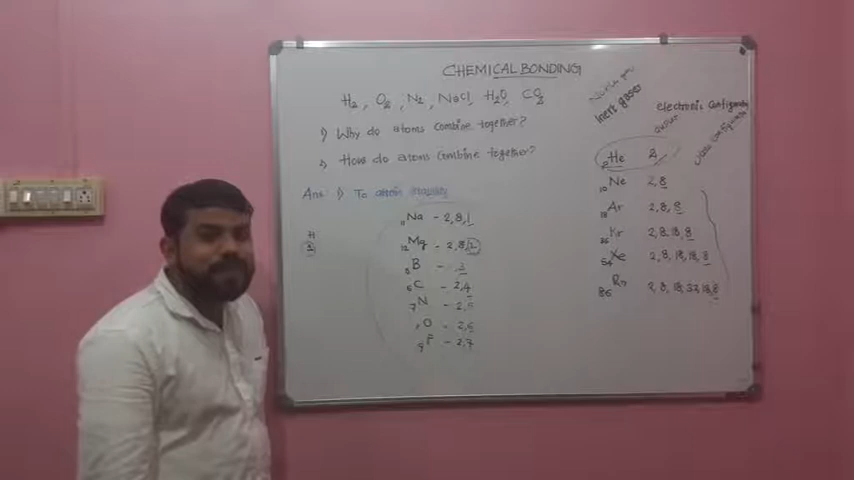 CHEMICAL BONDING
H2, O2, N2, NaCl, H2O, CO2
1) Why do atoms combine together?
2) How do atoms combine together?
Ans: 1) To attain stability
11Na - 2,8,1
12Mg - 2,8,2
5B - 3
6C - 2,4
7N - 2,5
O - 2,6
9F - 2,7
H
1
Inert gases
electronic
2He 2
10Ne 2,8
18Ar 2,8,8
36Kr 2,8,18,8
54Xe 2,8,18,18,8
86Rn 2,8,18,32,18,8